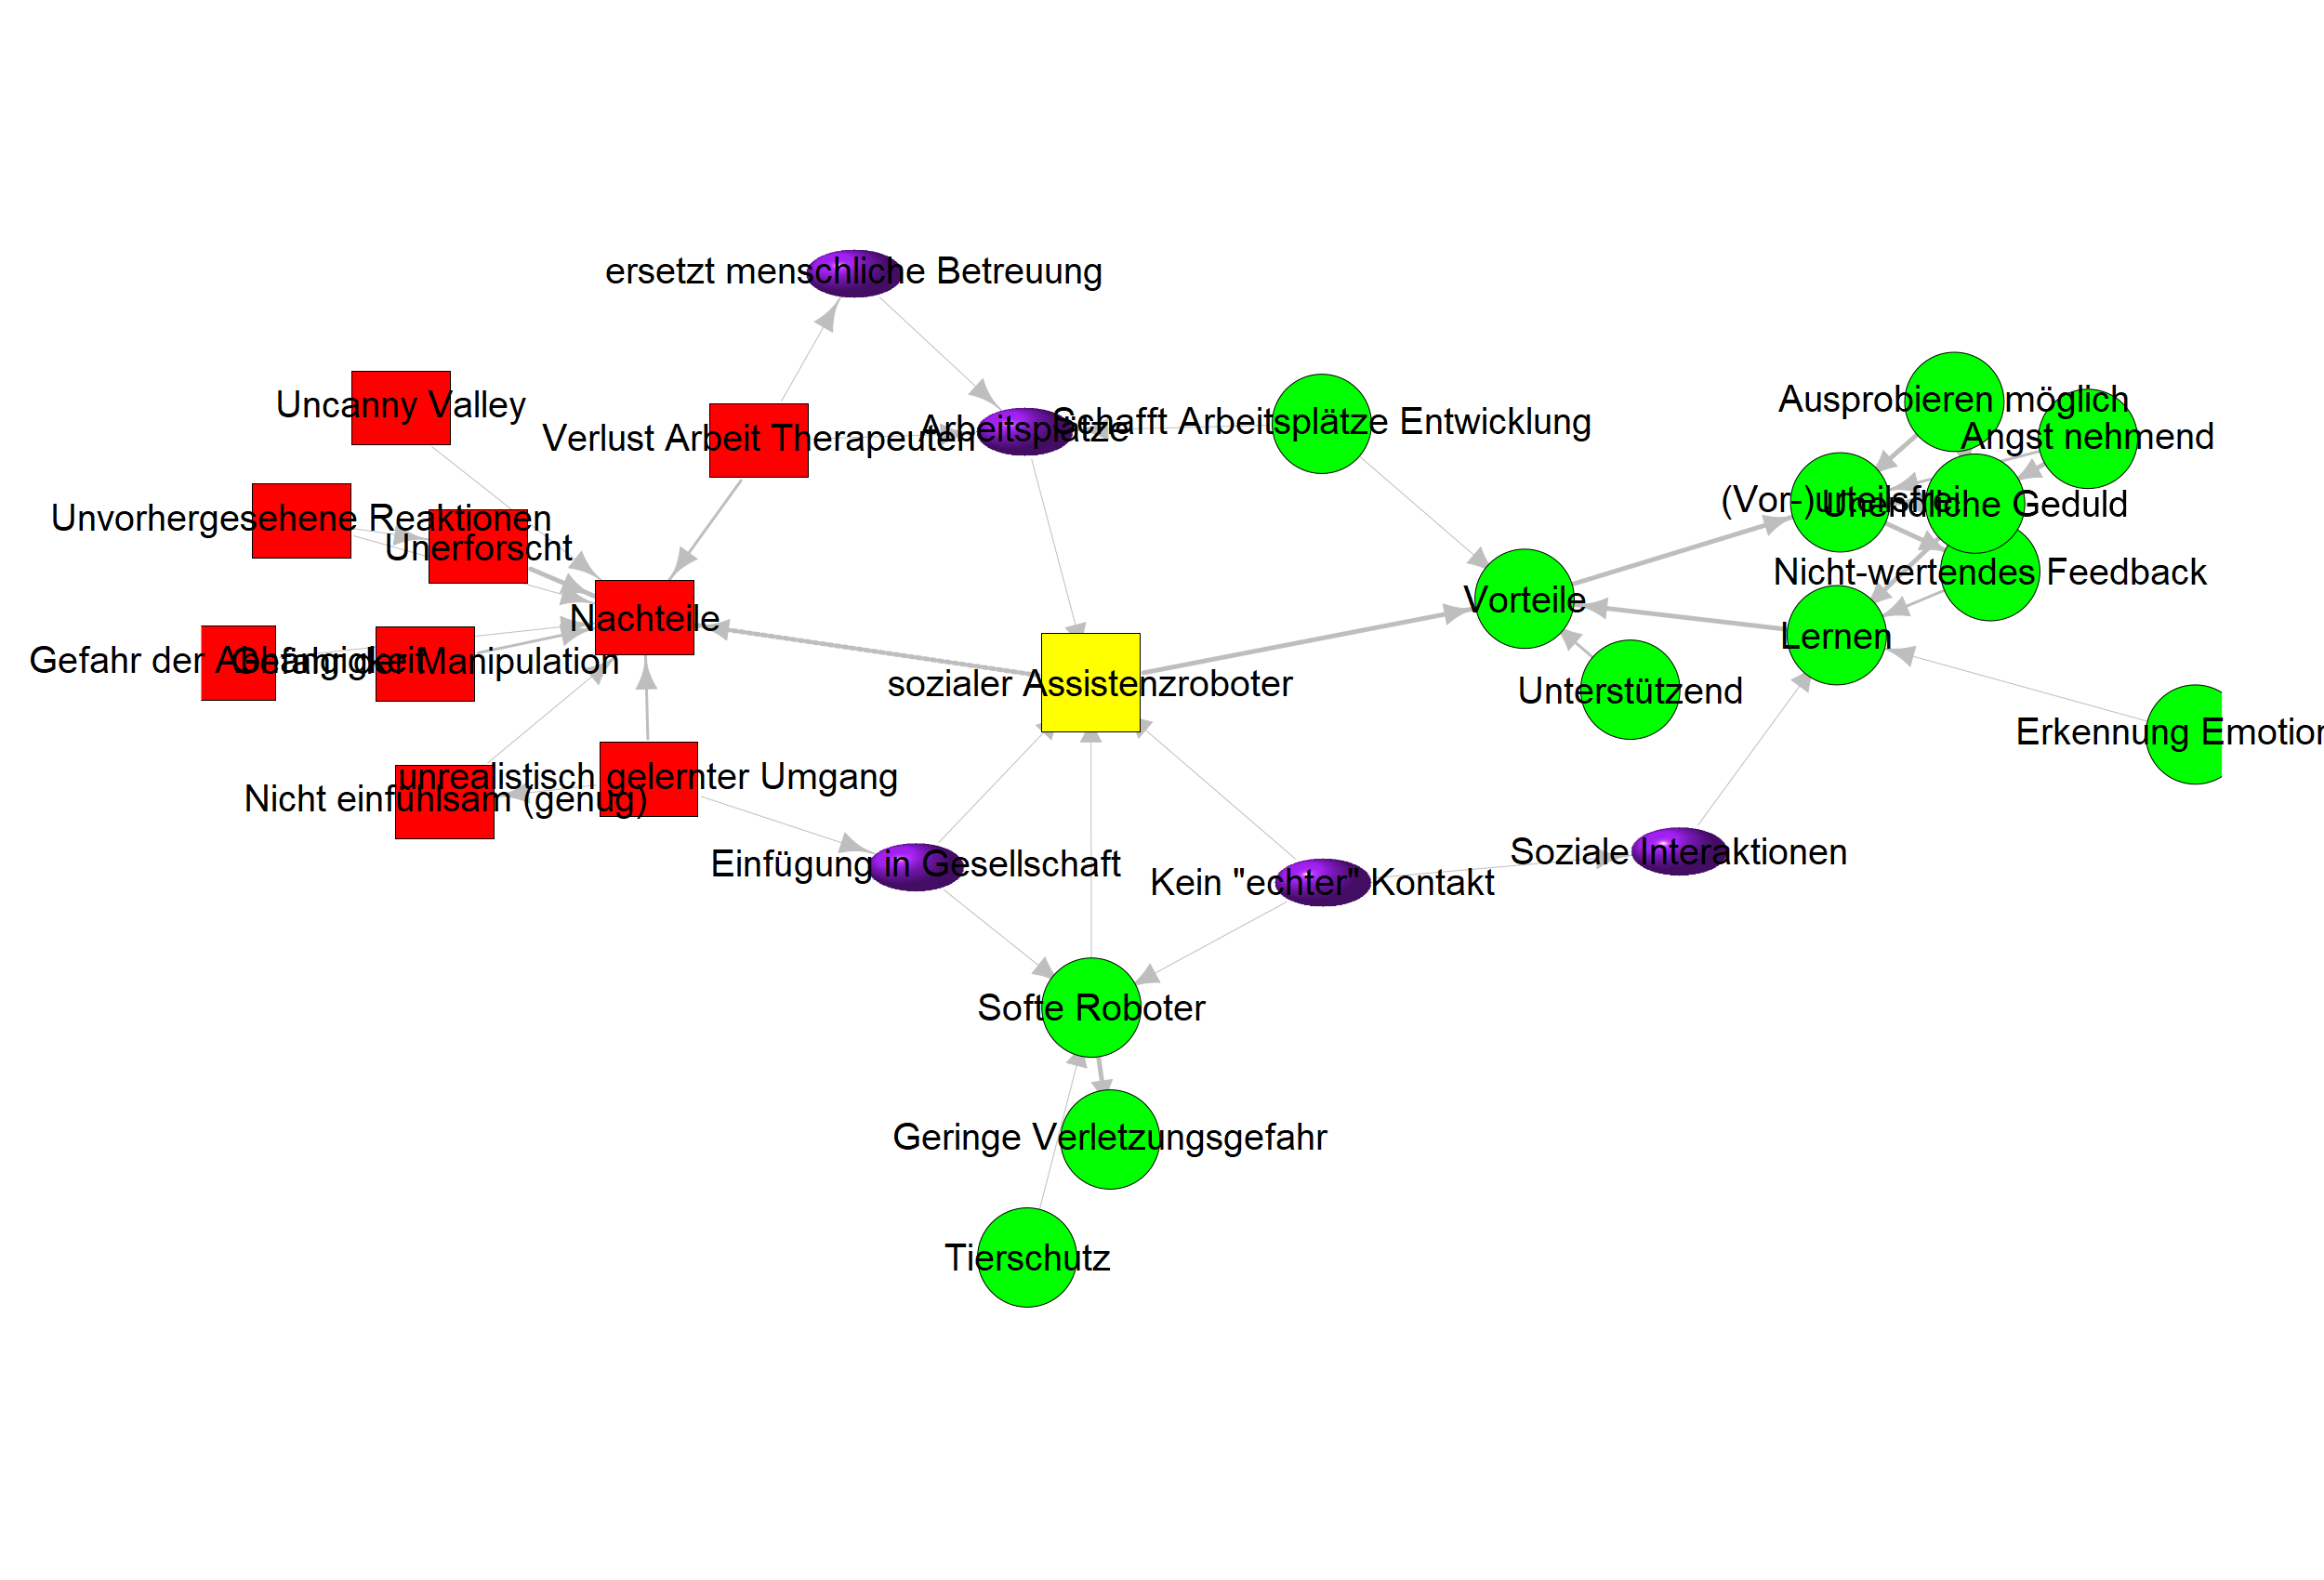 ersetzt menschliche Betreuung
Uncanny Valley
Ausprobieren möglich
Schafft Arbeitsplätze Entwicklung
Arbeitsplätze
Verlust Arbeit Therapeuten
Angst nehmend
(Vor-)urteilsfrei
Unendliche Geduld
Unvorhergesehene Reaktionen
Unerforscht
Nicht-wertendes Feedback
Vorteile
Nachteile
Lernen
Gefahr der Abhängigkeit
Gefahr der Manipulation
sozialer Assistenzroboter
Unterstützend
Erkennung Emotion
unrealistisch gelernter Umgang
Nicht einfühlsam (genug)
Soziale Interaktionen
Einfügung in Gesellschaft
Kein "echter" Kontakt
Softe Roboter
Geringe Verletzungsgefahr
Tierschutz